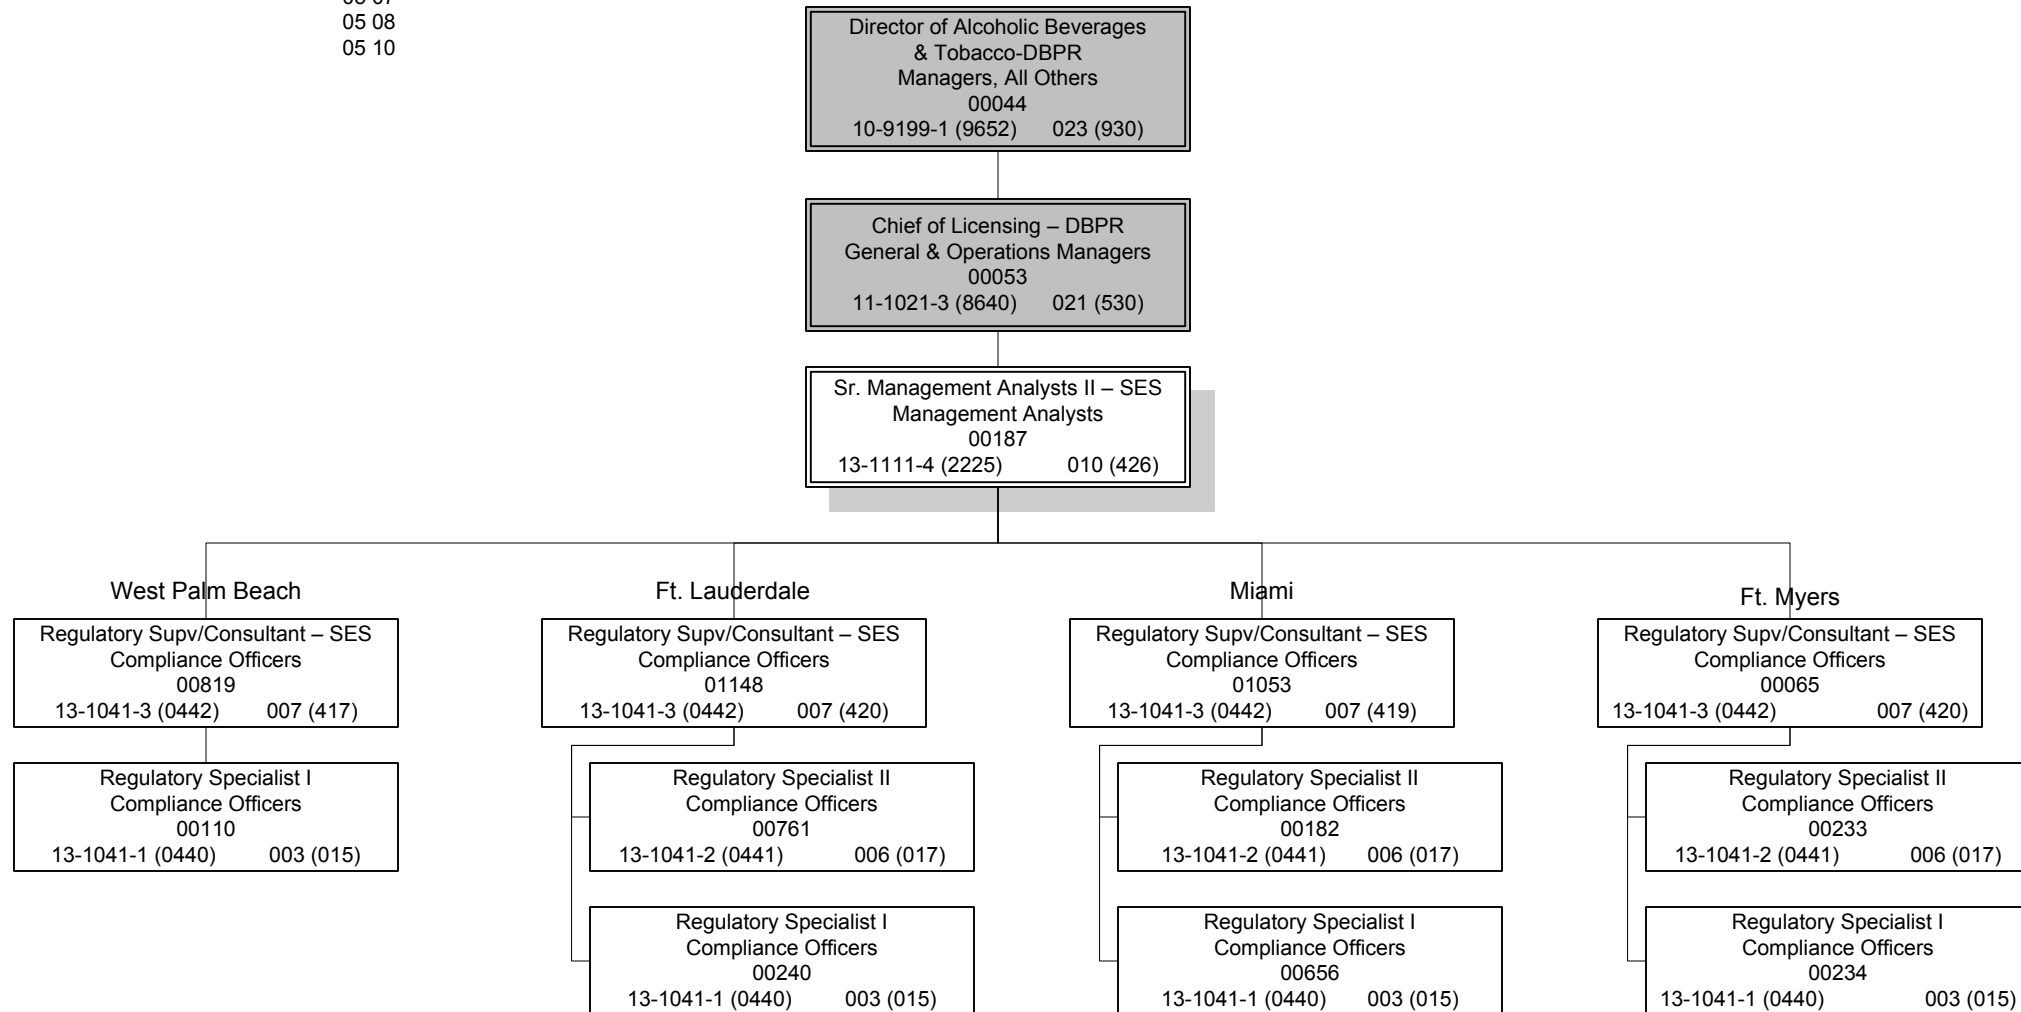 05 08
05 10
Director of Alcoholic Beverages
& Tobacco-DBPR
Managers, All Others
00044
10-9199-1 (9652) 023 (930)
Chief of Licensing – DBPR
General & Operations Managers
00053
11-1021-3 (8640) 021 (530)
Sr. Management Analysts II – SES
Management Analysts
00187
13-1111-4 (2225) 010 (426)
West Palm Beach
Regulatory Supv/Consultant – SES
Compliance Officers
00819
13-1041-3 (0442) 007 (417)
Regulatory Specialist I
Compliance Officers
00110
13-1041-1 (0440) 003 (015)
Ft. Lauderdale
Regulatory Supv/Consultant – SES
Compliance Officers
01148
13-1041-3 (0442) 007 (420)
Regulatory Specialist II
Compliance Officers
00761
13-1041-2 (0441) 006 (017)
Regulatory Specialist I
Compliance Officers
00240
13-1041-1 (0440) 003 (015)
Miami
Regulatory Supv/Consultant – SES
Compliance Officers
01053
13-1041-3 (0442) 007 (419)
Regulatory Specialist II
Compliance Officers
00182
13-1041-2 (0441) 006 (017)
Regulatory Specialist I
Compliance Officers
00656
13-1041-1 (0440) 003 (015)
Ft. Myers
Regulatory Supv/Consultant – SES
Compliance Officers
00065
13-1041-3 (0442) 007 (420)
Regulatory Specialist II
Compliance Officers
00233
13-1041-2 (0441) 006 (017)
Regulatory Specialist I
Compliance Officers
00234
13-1041-1 (0440) 003 (015)